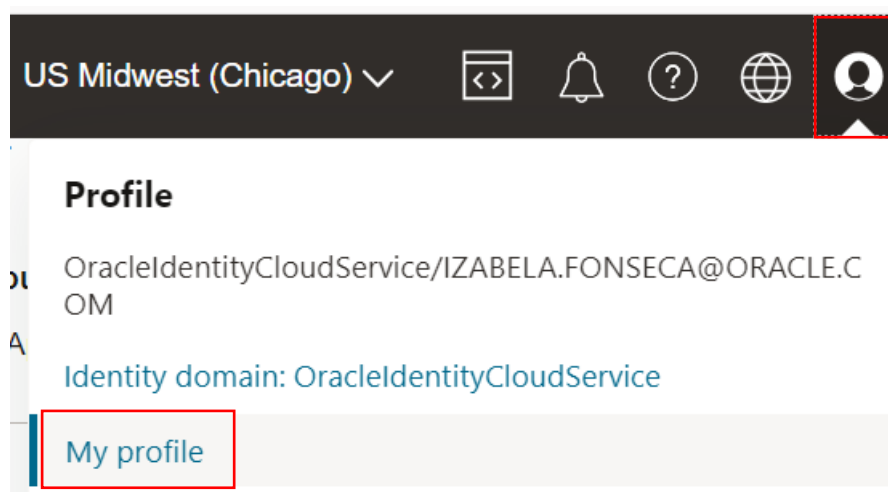 US Midwest (Chicago)
Profile
OracleIdentityCloudService/IZABELA.FONSECA@ORACLE.C
OM
Identity domain: OracleIdentityCloudService
My profile